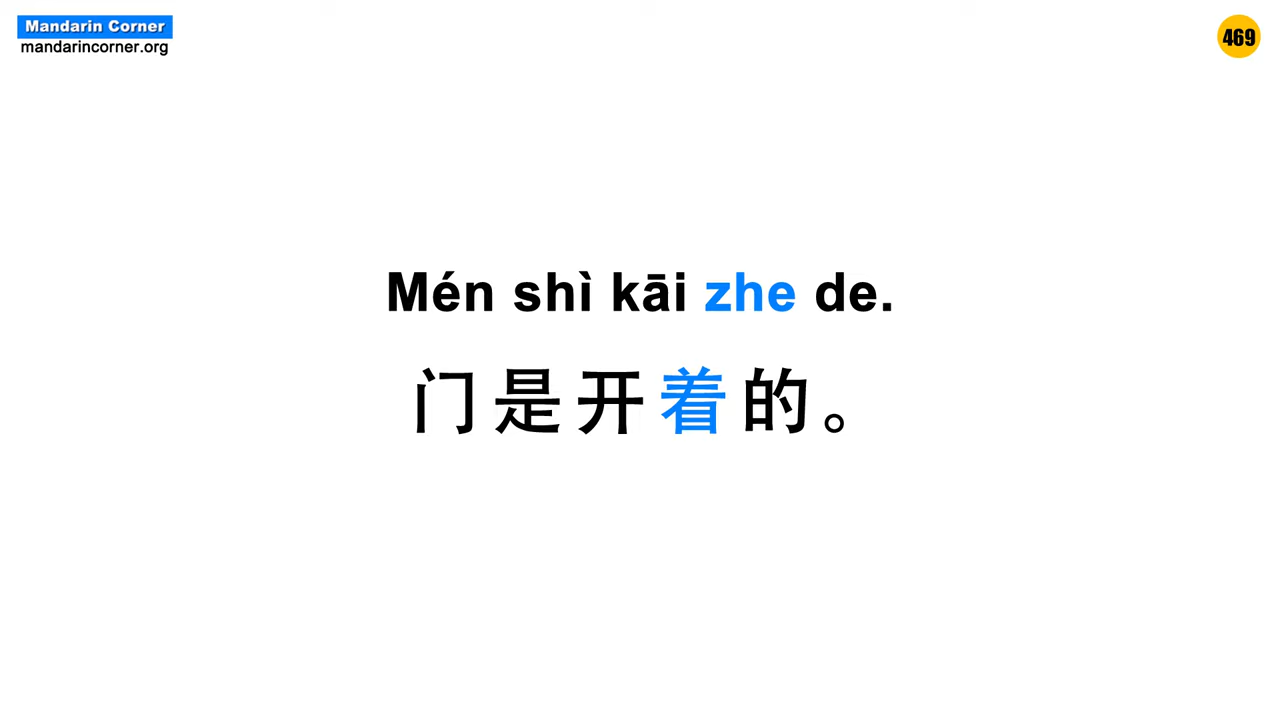 Mandarin Corner
mandarincorner.org
469
Mén shì kāi zhe de.
门是开着的。